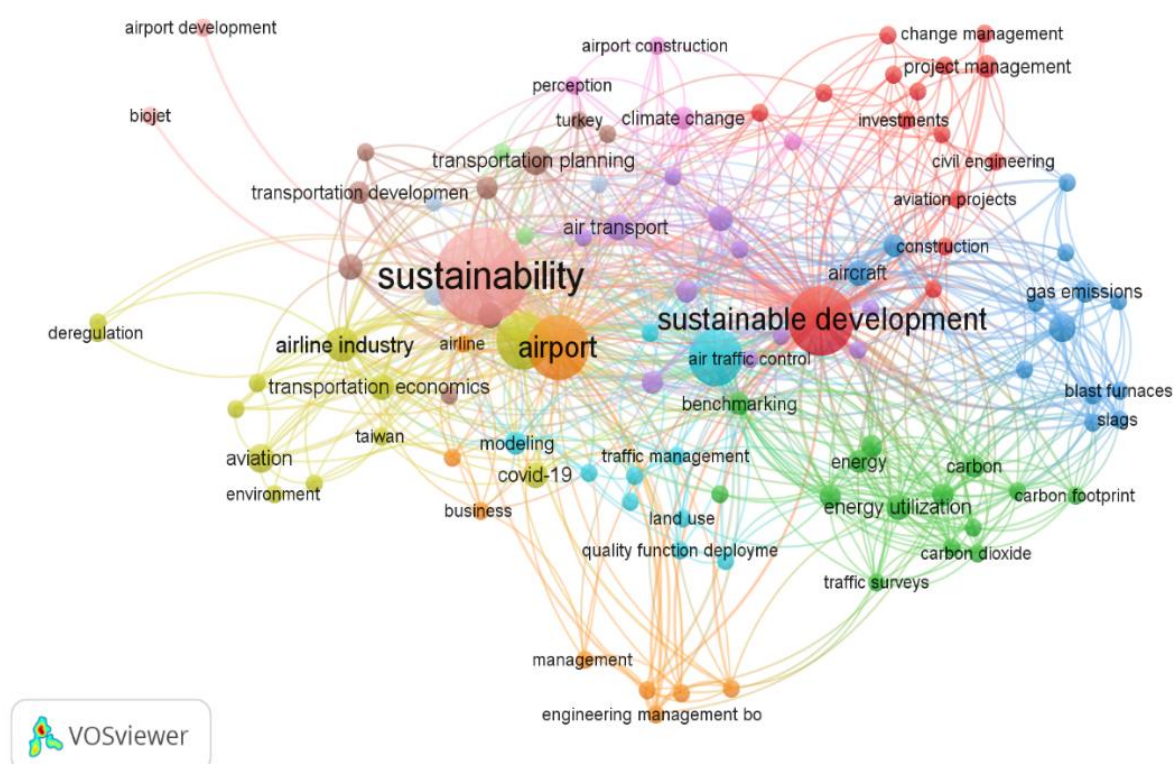 airport development
change management
airport construction
project management
perception
biojet
turkey
climate change
investments
transportation planning
civil engineering
transportation developmen
aviation projects
air transport
construction
sustainability
aircraft
gas emissions
sustainable development
deregulation
airline industry
airline
airport
air traffic control
transportation economics
blast furnaces
benchmarking
slags
taiwan
modeling
aviation
traffic management
energy
carbon
covid-19
environment
carbon footprint
business
energy utilization
land use
quality function deployme
carbon dioxide
traffic surveys
management
engineering management bo
VOSviewer